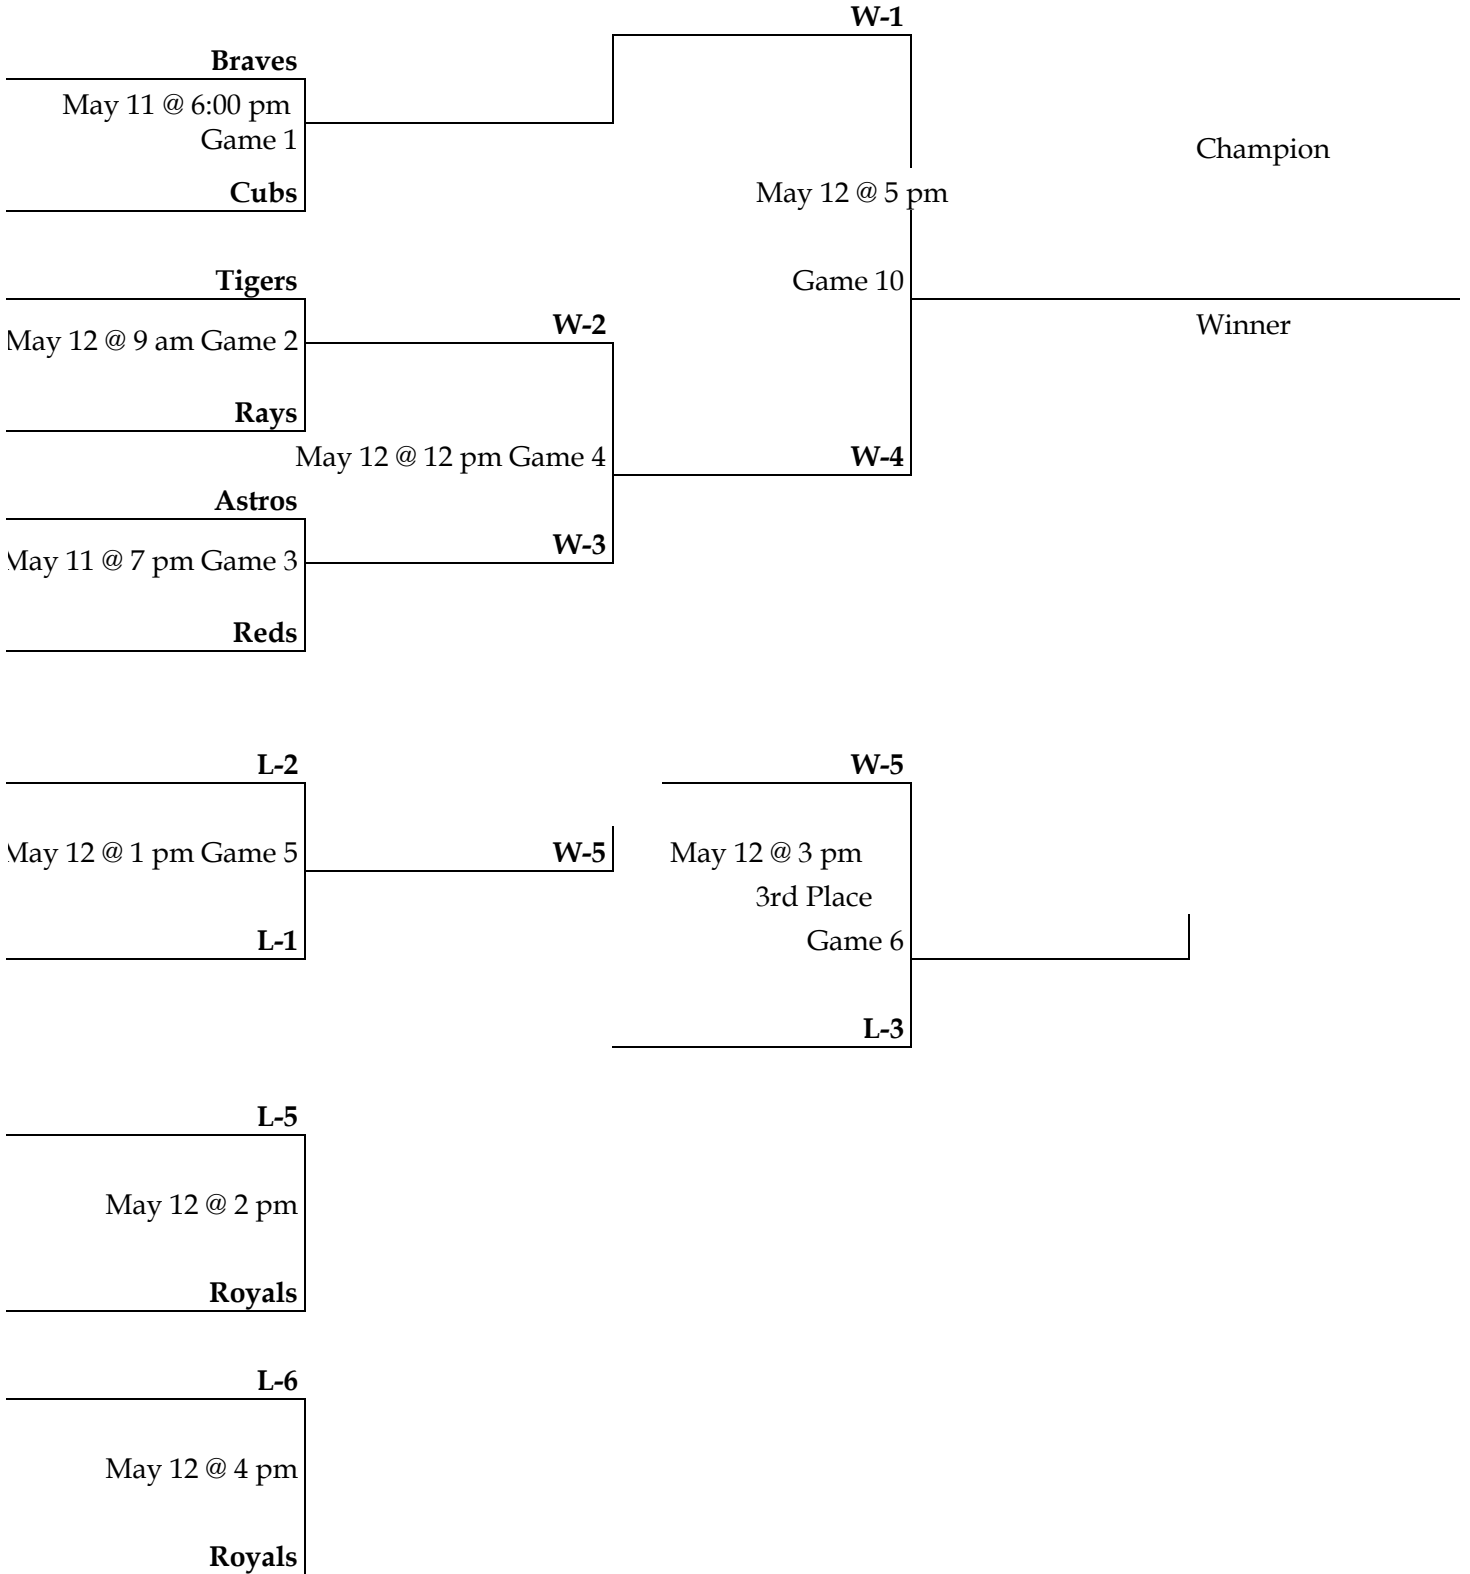 W-1
Braves
May 11 @ 6:00 pm
Game 1
Champion
Cubs
May 12 @ 5 pm
Tigers
Game 10
W-2
Winner
May 12 @ 9 am Game 2
Rays
May 12 @ 12 pm Game 4
W-4
Astros
W-3
May 11 @ 7 pm Game 3
Reds
L-2
W-5
May 12 @ 1 pm Game 5
W-5
May 12 @ 3 pm
3rd Place
L-1
Game 6
L-3
L-5
May 12 @ 2 pm
Royals
L-6
May 12 @ 4 pm
Royals